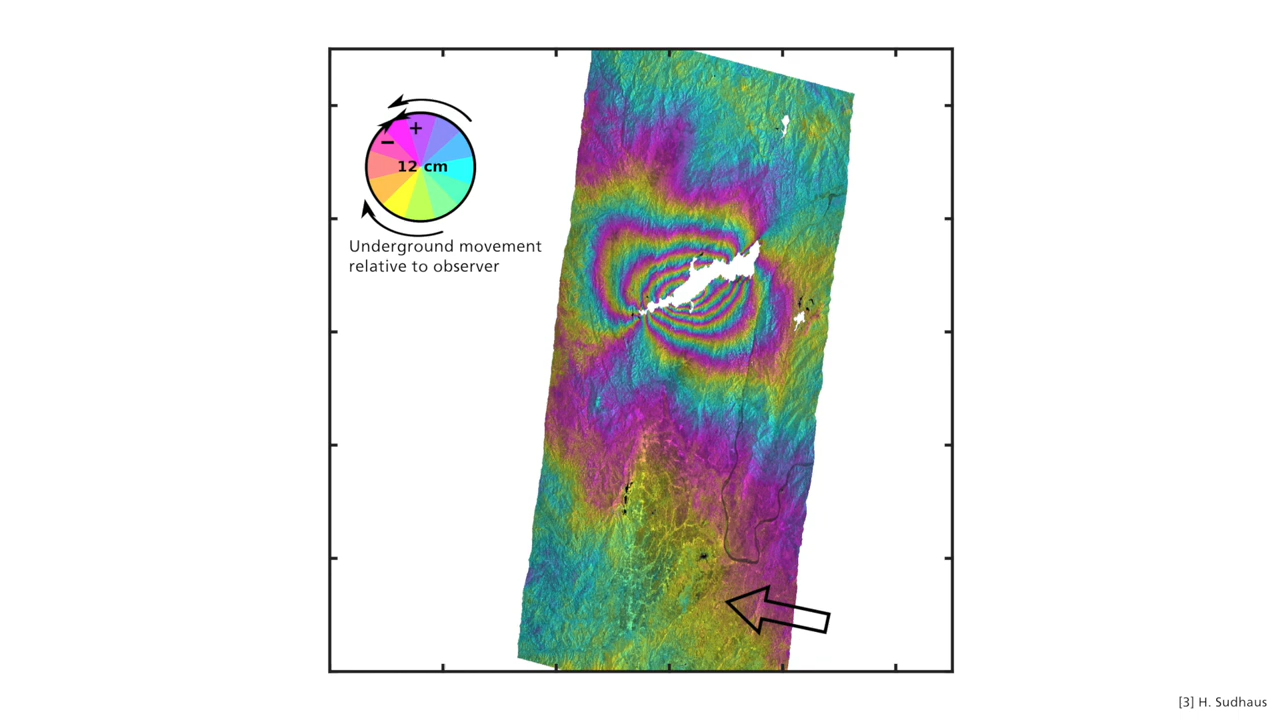 +
−
12 cm
Underground movement
relative to observer
[3] H. Sudhaus